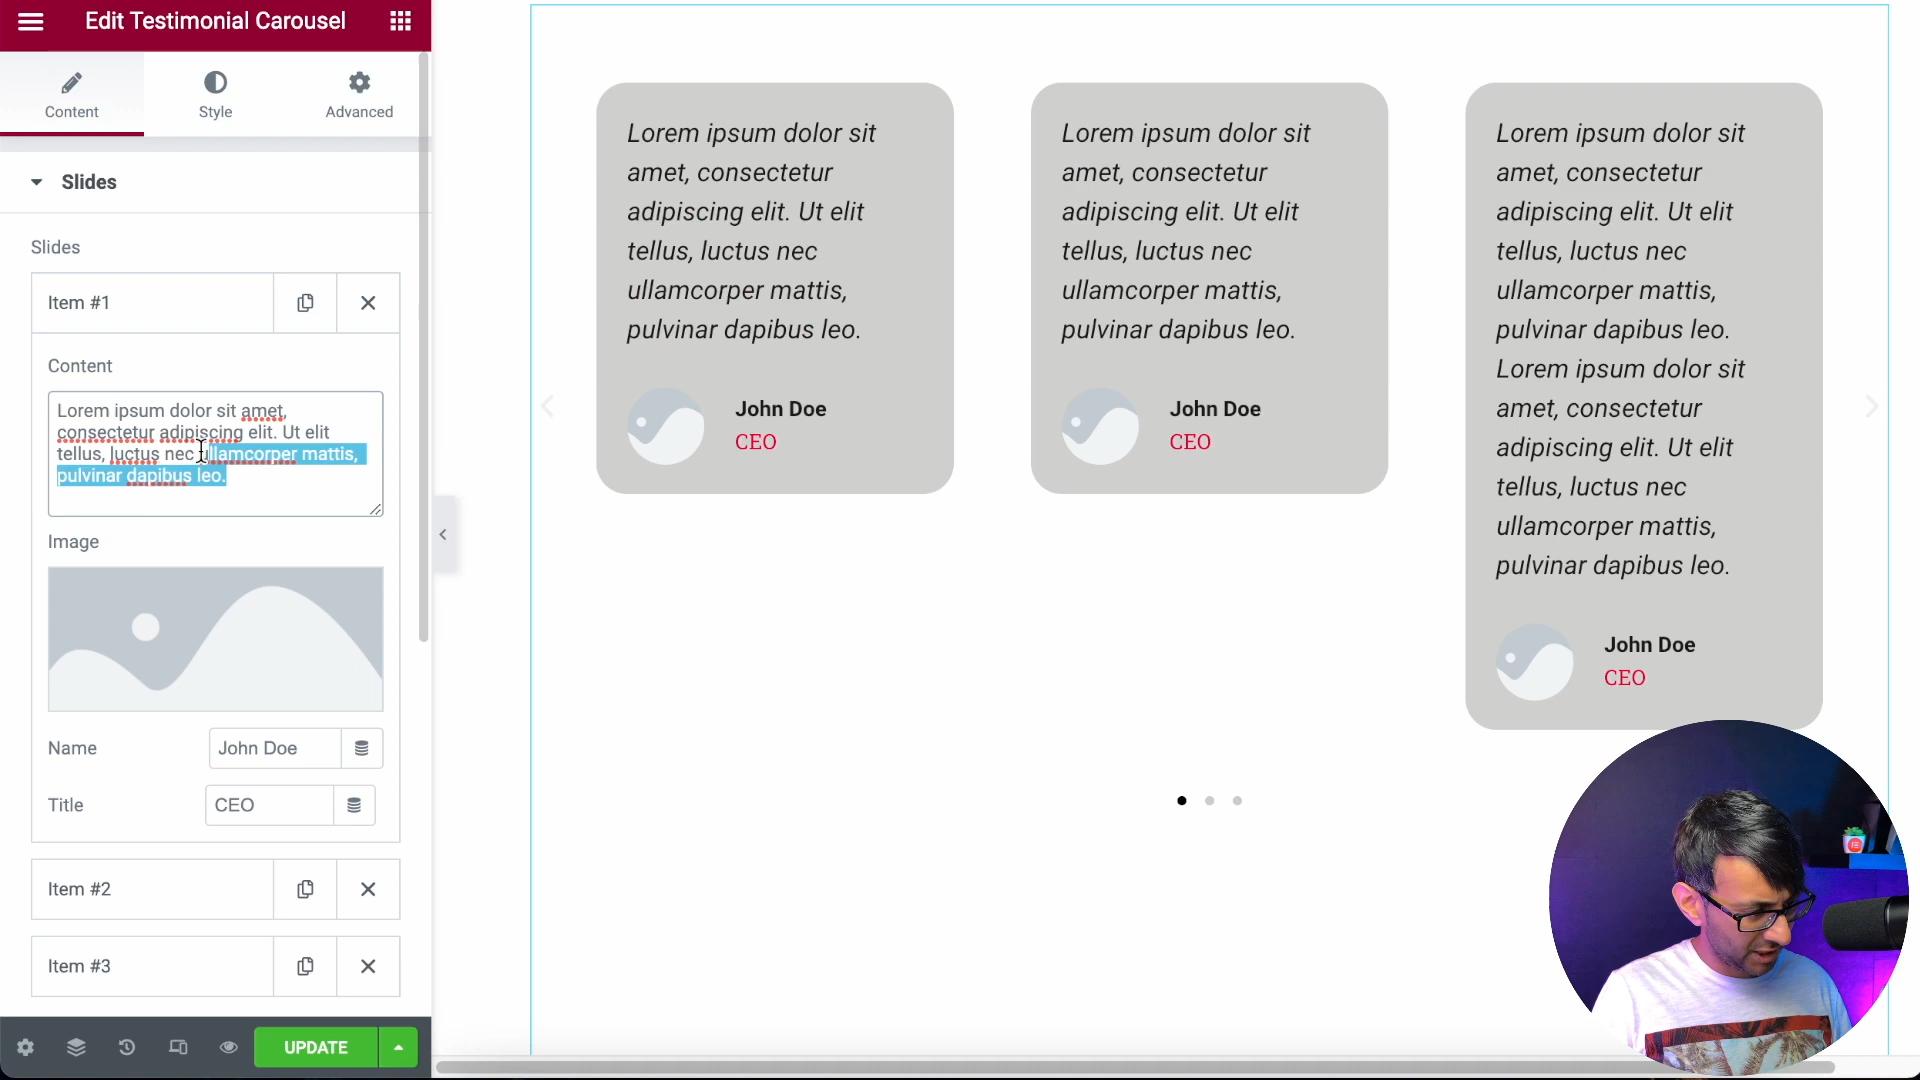 Edit Testimonial Carousel
Content
Style
Advanced
Slides
Slides
Item #1
Content
Lorem ipsum dolor sit amet,
consectetur adipiscing elit. Ut elit
tellus, luctus nec ullamcorper mattis,
pulvinar dapibus leo.
Image
Name
John Doe
Title
CEO
Item #2
Item #3
UPDATE
Lorem ipsum dolor sit
amet, consectetur
adipiscing elit. Ut elit
tellus, luctus nec
ullamcorper mattis,
pulvinar dapibus leo.
John Doe
CEO
Lorem ipsum dolor sit
amet, consectetur
adipiscing elit. Ut elit
tellus, luctus nec
ullamcorper mattis,
pulvinar dapibus leo.
John Doe
CEO
Lorem ipsum dolor sit
amet, consectetur
adipiscing elit. Ut elit
tellus, luctus nec
ullamcorper mattis,
pulvinar dapibus leo.
Lorem ipsum dolor sit
amet, consectetur
adipiscing elit. Ut elit
tellus, luctus nec
ullamcorper mattis,
pulvinar dapibus leo.
John Doe
CEO